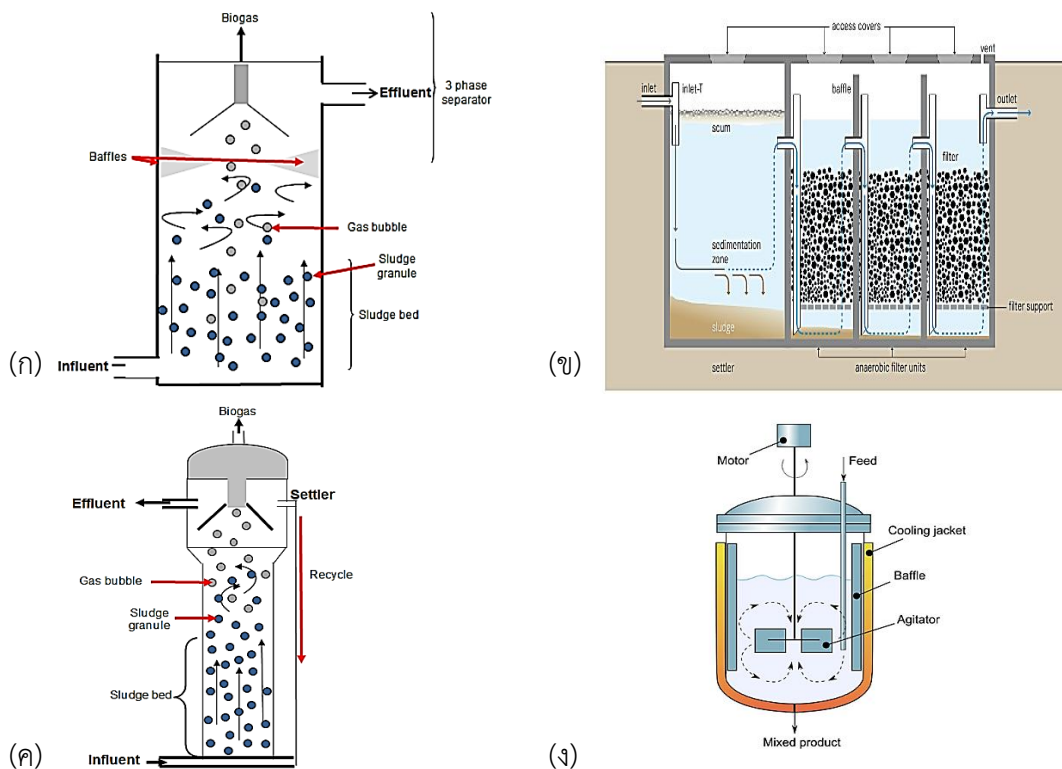 Biogas
Effluent
3 phase
separator
Baffles
Gas bubble
Sludge
granule
Sludge bed
Influent
(ก)
access covers
vent
inlet
inlet-T
baffle
outlet
scum
filter
sedimentation
zone
filter support
sludge
settler
anaerobic filter units
(ข)
Biogas
Effluent
Settler
Gas bubble
Recycle
Sludge
granule
Sludge bed
Influent
(ค)
Motor
Feed
Cooling jacket
Baffle
Agitator
Mixed product
(ง)